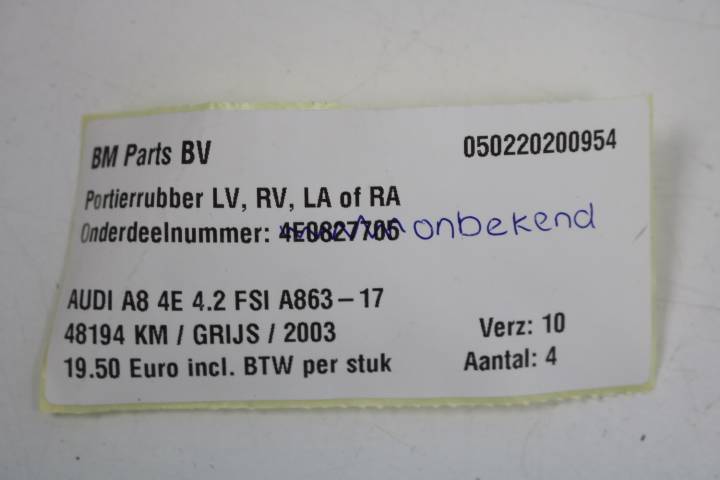 BM Parts BV 050220200954
Portierrubber LV, RV, LA of RA
Onderdeelnummer: 4E0827705 onbekend
AUDI A8 4E 4.2 FSI A863-17
48194 KM / GRIJS / 2003 Verz: 10
19.50 Euro incl. BTW per stuk Aantal: 4